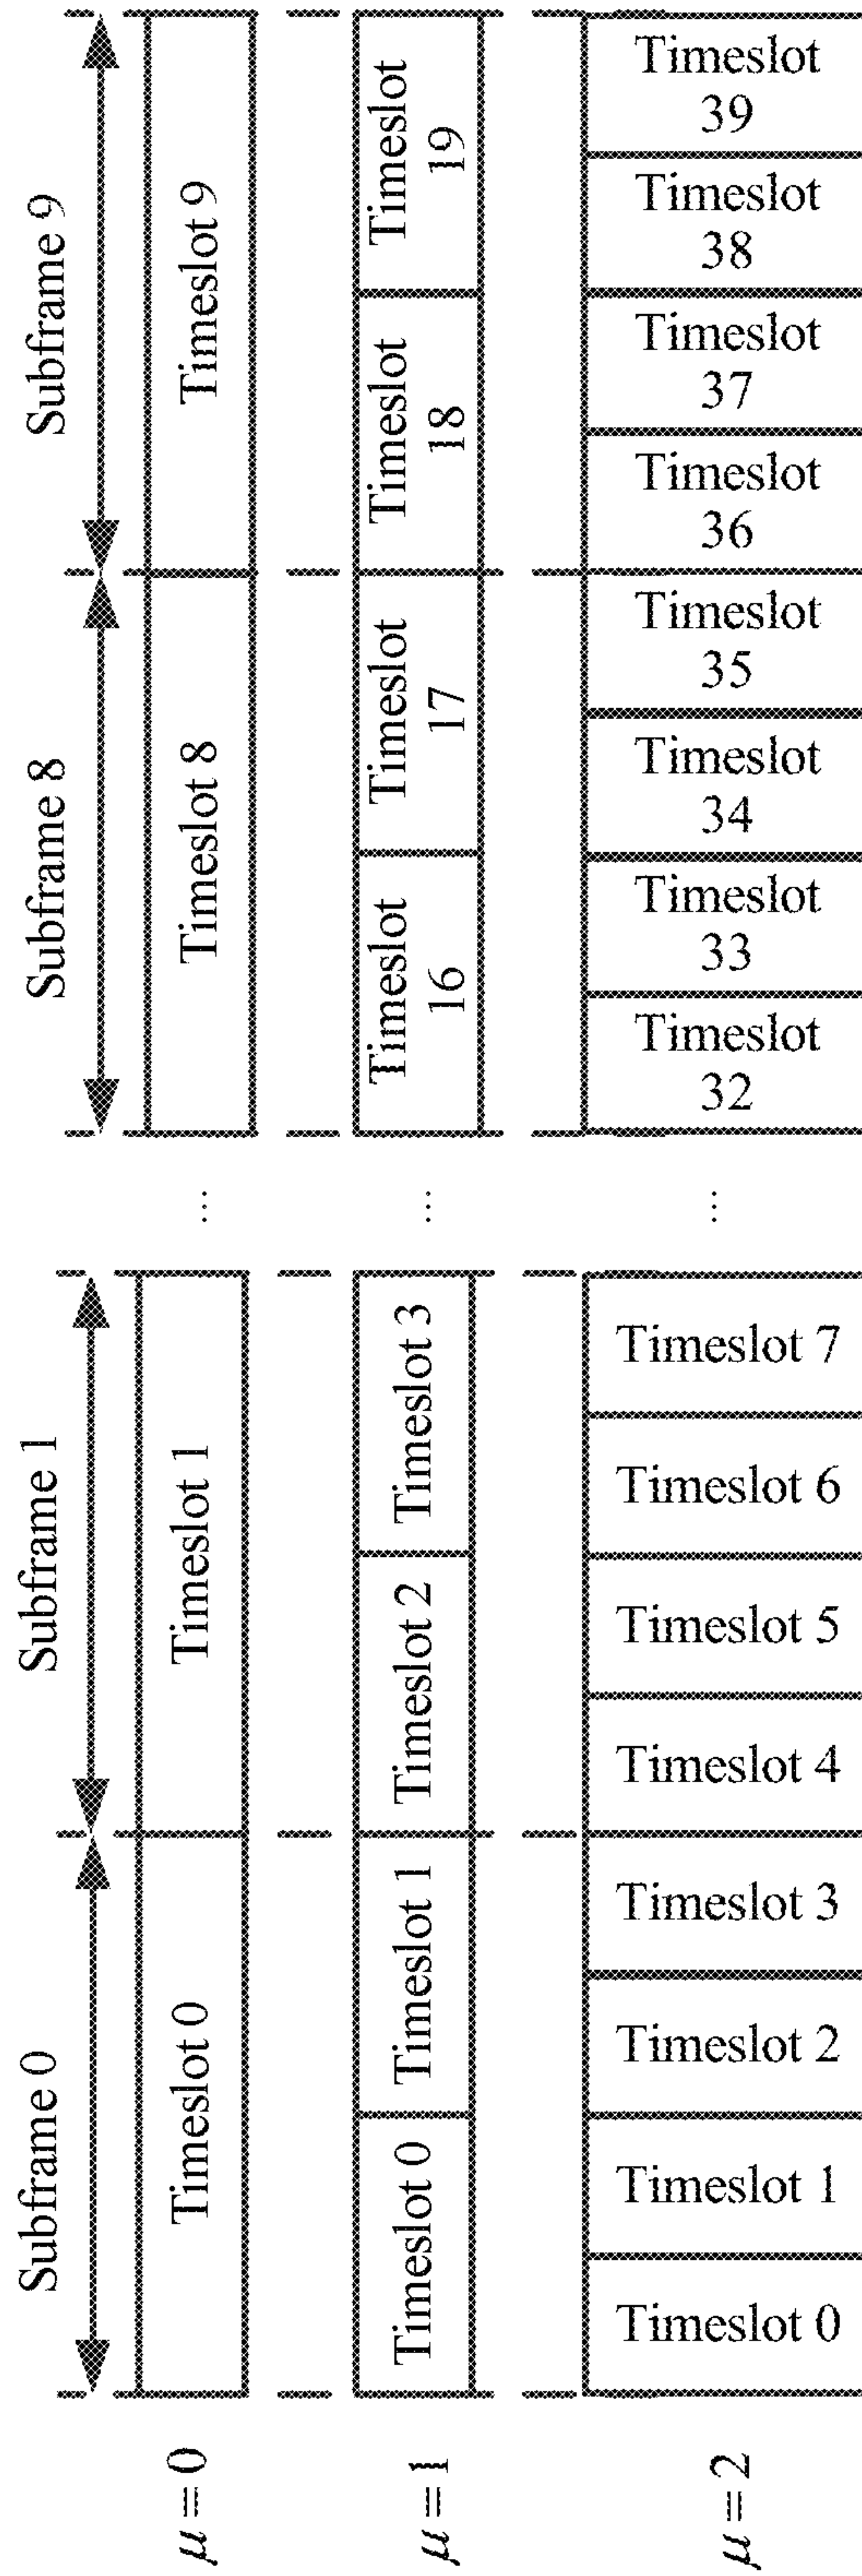 Subframe 0
Subframe 1
Subframe 8
Subframe 9
μ = 0
Timeslot 0
Timeslot 1
...
Timeslot 8
Timeslot 9
μ = 1
Timeslot 0
Timeslot 1
Timeslot 2
Timeslot 3
...
Timeslot
16
Timeslot
17
Timeslot
18
Timeslot
19
μ = 2
Timeslot 0
Timeslot 1
Timeslot 2
Timeslot 3
Timeslot 4
Timeslot 5
Timeslot 6
Timeslot 7
...
Timeslot
32
Timeslot
33
Timeslot
34
Timeslot
35
Timeslot
36
Timeslot
37
Timeslot
38
Timeslot
39